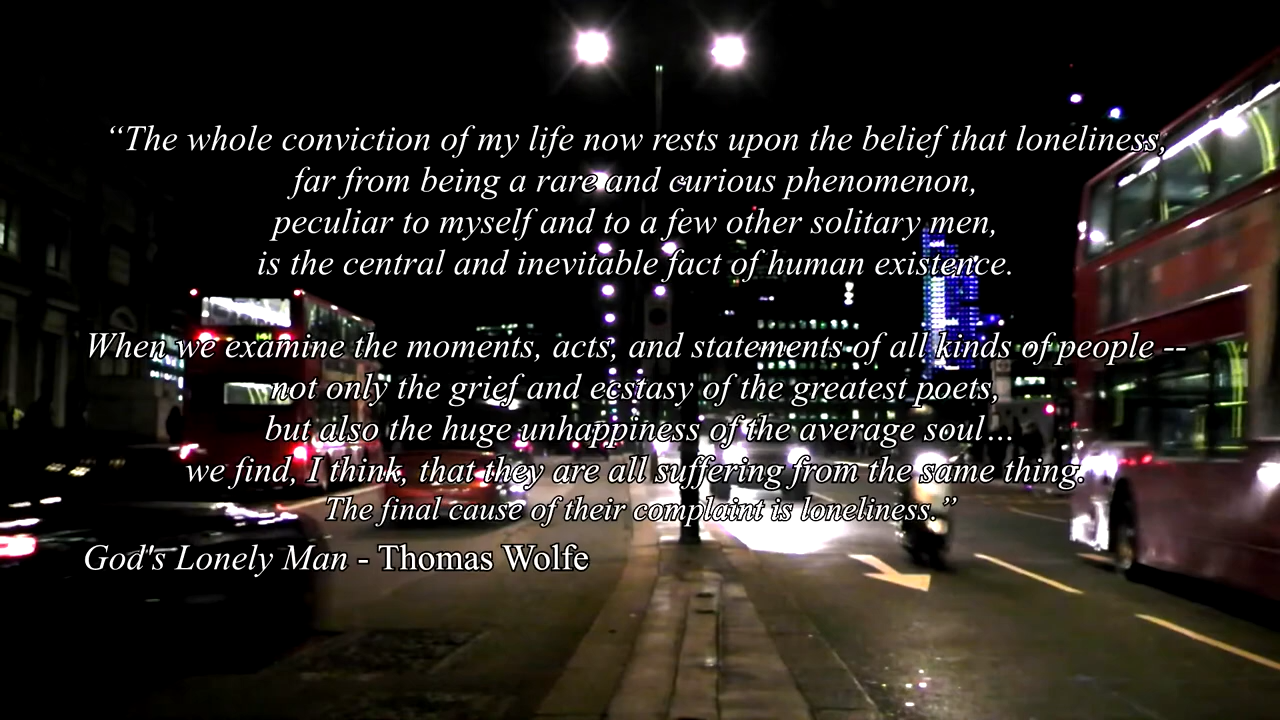 “The whole conviction of my life now rests upon the belief that loneliness,
far from being a rare and curious phenomenon,
peculiar to myself and to a few other solitary men,
is the central and inevitable fact of human existence.
When we examine the moments, acts, and statements of all kinds of people --
not only the grief and ecstasy of the greatest poets,
but also the huge unhappiness of the average soul…
we find, I think, that they are all suffering from the same thing.
The final cause of their complaint is loneliness.”
God's Lonely Man - Thomas Wolfe